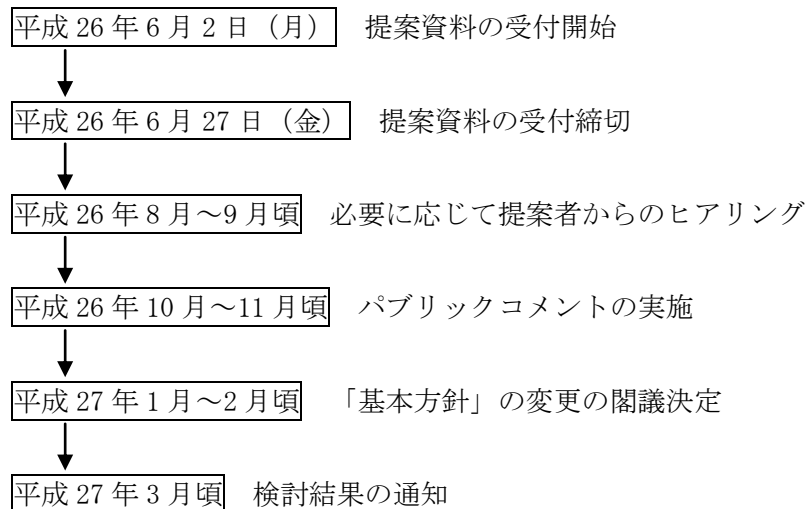 平成 26 年 6 月 2 日（月） 提案資料の受付開始
平成 26 年 6 月 27 日（金） 提案資料の受付締切
平成 26 年 8 月～9 月頃 必要に応じて提案者からのヒアリング
平成 26 年 10 月～11 月頃 パブリックコメントの実施
平成 27 年 1 月～2 月頃 「基本方針」の変更の閣議決定
平成 27 年 3 月頃 検討結果の通知